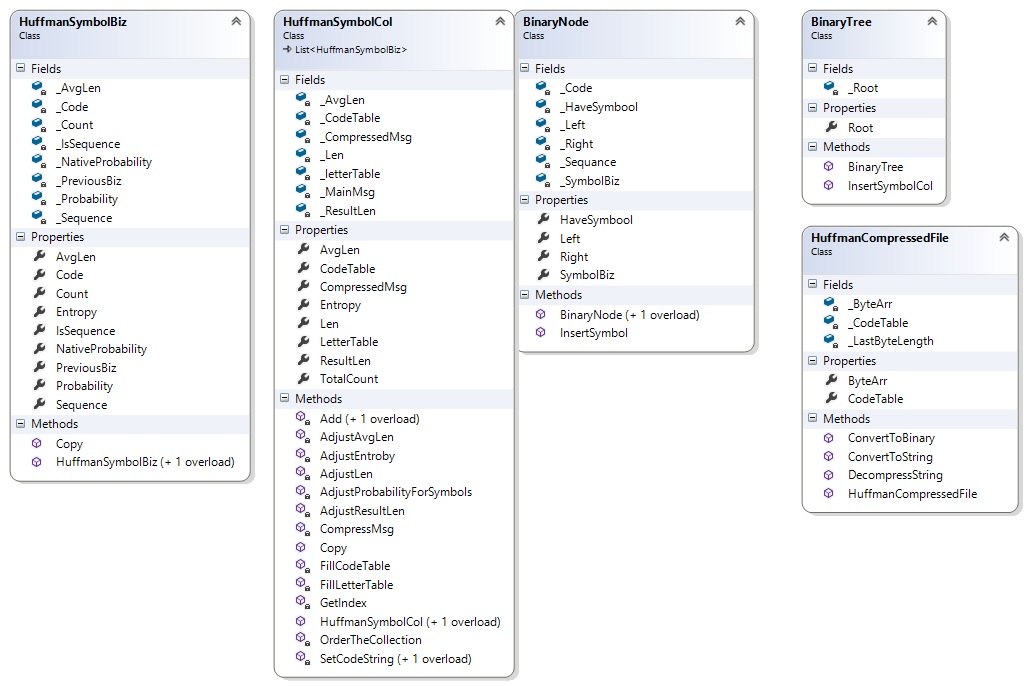 HuffmanSymbolBiz
Class
Fields
_AvgLen
_Code
_Count
_IsSequence
_NativeProbability
_PreviousBiz
_Probability
_Sequence
Properties
AvgLen
Code
Count
Entropy
IsSequence
NativeProbability
PreviousBiz
Probability
Sequence
Methods
Copy
HuffmanSymbolBiz (+ 1 overload)
HuffmanSymbolCol
Class
List<HuffmanSymbolBiz>
Fields
_AvgLen
_CodeTable
_CompressedMsg
_Len
_letterTable
_MainMsg
_ResultLen
Properties
AvgLen
CodeTable
CompressedMsg
Entropy
Len
LetterTable
ResultLen
TotalCount
Methods
Add (+ 1 overload)
AdjustAvgLen
AdjustEntroby
AdjustLen
AdjustProbabilityForSymbols
AdjustResultLen
CompressMsg
Copy
FillCodeTable
FillLetterTable
GetIndex
HuffmanSymbolCol (+ 1 overload)
OrderTheCollection
SetCodeString (+ 1 overload)
BinaryNode
Class
Fields
_Code
_HaveSymbool
_Left
_Right
_Sequance
_SymbolBiz
Properties
HaveSymbool
Left
Right
SymbolBiz
Methods
BinaryNode (+ 1 overload)
InsertSymbol
BinaryTree
Class
Fields
_Root
Properties
Root
Methods
BinaryTree
InsertSymbolCol
HuffmanCompressedFile
Class
Fields
_ByteArr
_CodeTable
_LastByteLength
Properties
ByteArr
CodeTable
Methods
ConvertToBinary
ConvertToString
DecompressString
HuffmanCompressedFile